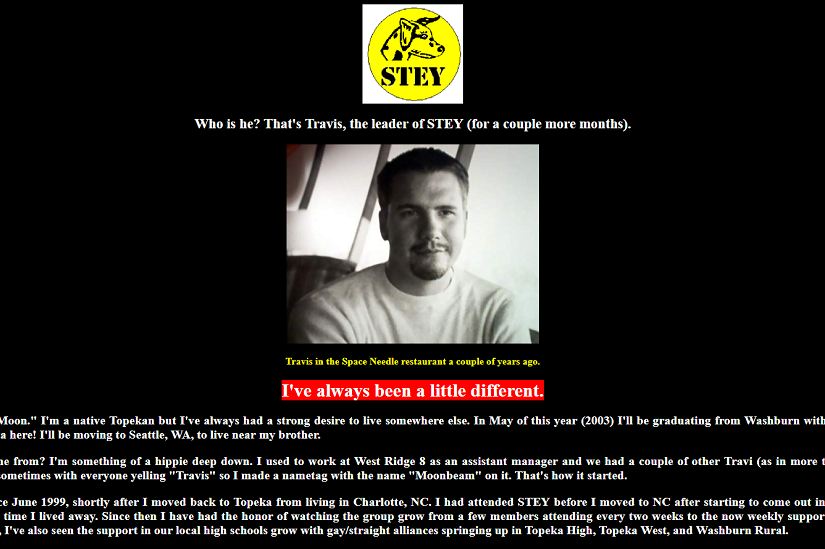 STEY
Who is he? That's Travis, the leader of STEY (for a couple more months).
Travis in the Space Needle restaurant a couple of years ago.
I've always been a little different.
Moon." I'm a native Topekan but I've always had a strong desire to live somewhere else. In May of this year (2003) I'll be graduating from Washburn with
a here! I'll be moving to Seattle, WA, to live near my brother.
ne from? I'm something of a hippie deep down. I used to work at West Ridge 8 as an assistant manager and we had a couple of other Travi (as in more t
sometimes with everyone yelling "Travis" so I made a nametag with the name "Moonbeam" on it. That's how it started.
ce June 1999, shortly after I moved back to Topeka from living in Charlotte, NC. I had attended STEY before I moved to NC after starting to come out in
time I lived away. Since then I have had the honor of watching the group grow from a few members attending every two weeks to the now weekly suppor
, I've also seen the support in our local high schools grow with gay/straight alliances springing up in Topeka High, Topeka West, and Washburn Rural.